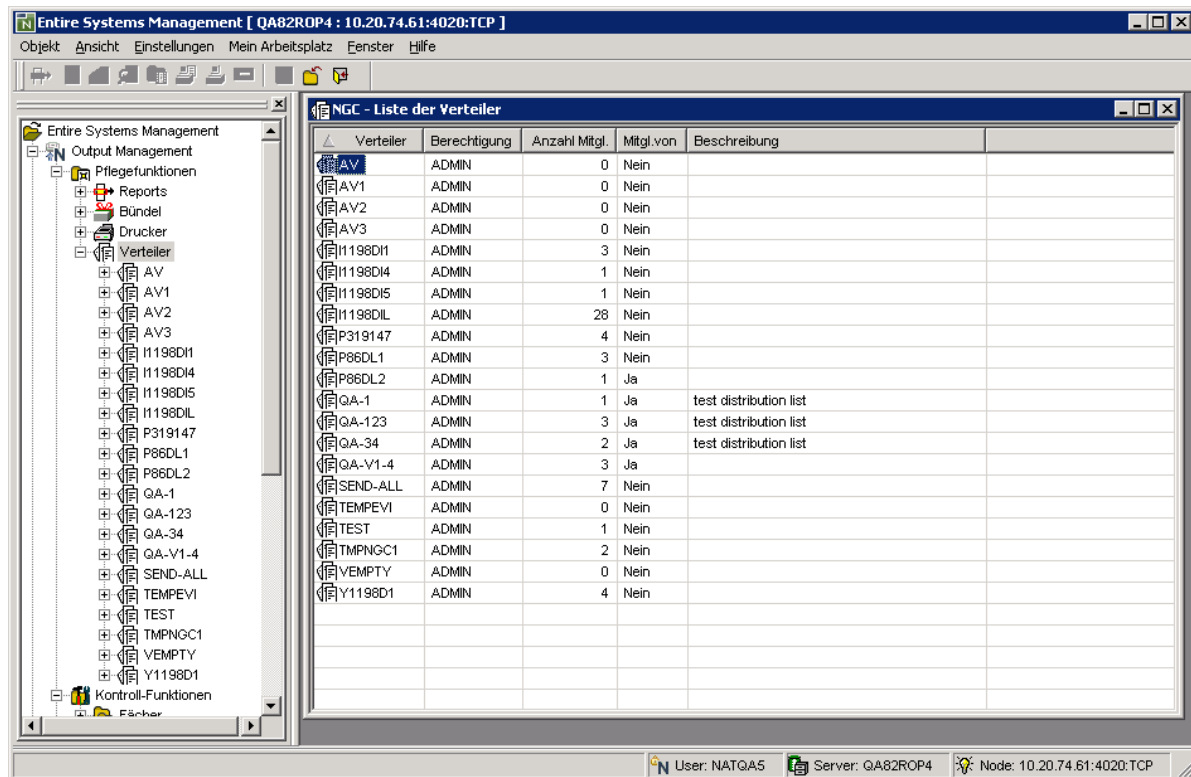 Entire Systems Management [ QA82ROP4 : 10.20.74.61:4020:TCP ]
Objekt Ansicht Einstellungen Mein Arbeitsplatz Fenster Hilfe
Entire Systems Management
Output Management
Pflegefunktionen
Reports
Bündel
Drucker
Verteiler
AV
AV1
AV2
AV3
I1198DI1
I1198DI4
I1198DI5
I1198DIL
P319147
P86DL1
P86DL2
QA-1
QA-123
QA-34
QA-V1-4
SEND-ALL
TEMPEVI
TEST
TMPNGC1
VEMPTY
Y1198D1
Kontroll-Funktionen
Fächer
NGC - Liste der Verteiler
Verteiler Berechtigung Anzahl Mitgl. Mitgl.von Beschreibung
AV ADMIN 0 Nein
AV1 ADMIN 0 Nein
AV2 ADMIN 0 Nein
AV3 ADMIN 0 Nein
I1198DI1 ADMIN 3 Nein
I1198DI4 ADMIN 1 Nein
I1198DI5 ADMIN 1 Nein
I1198DIL ADMIN 28 Nein
P319147 ADMIN 4 Nein
P86DL1 ADMIN 3 Nein
P86DL2 ADMIN 1 Ja
QA-1 ADMIN 1 Ja test distribution list
QA-123 ADMIN 3 Ja test distribution list
QA-34 ADMIN 2 Ja test distribution list
QA-V1-4 ADMIN 3 Ja
SEND-ALL ADMIN 7 Nein
TEMPEVI ADMIN 0 Nein
TEST ADMIN 1 Nein
TMPNGC1 ADMIN 2 Nein
VEMPTY ADMIN 0 Nein
Y1198D1 ADMIN 4 Nein
User: NATQA5 Server: QA82ROP4 Node: 10.20.74.61:4020:TCP